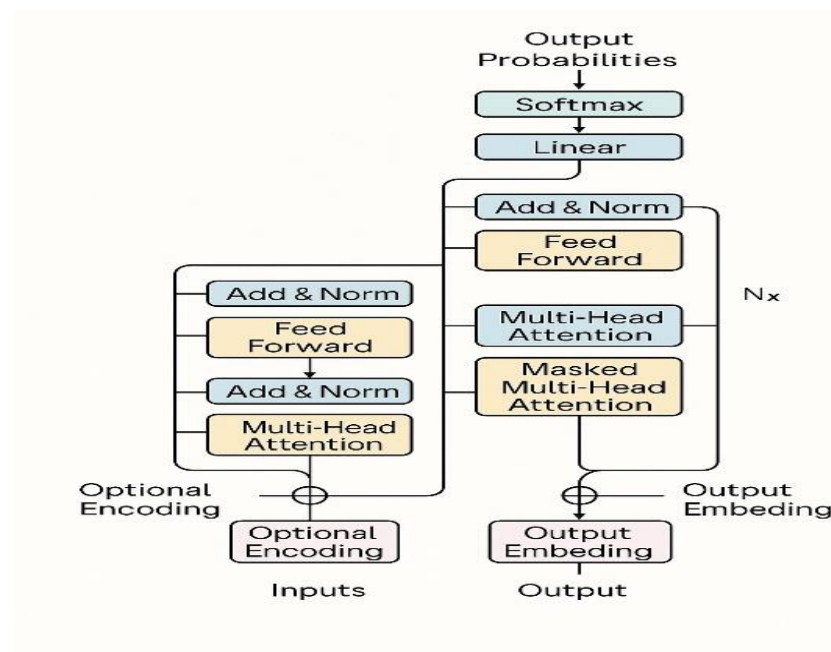 Output
Probabilities
Softmax
Linear
Add & Norm
Feed
Forward
Nx
Multi-Head
Attention
Masked
Multi-Head
Attention
Add & Norm
Feed
Forward
Add & Norm
Multi-Head
Attention
Optional
Encoding
Optional
Encoding
Inputs
Output
Embeding
Output
Embeding
Output